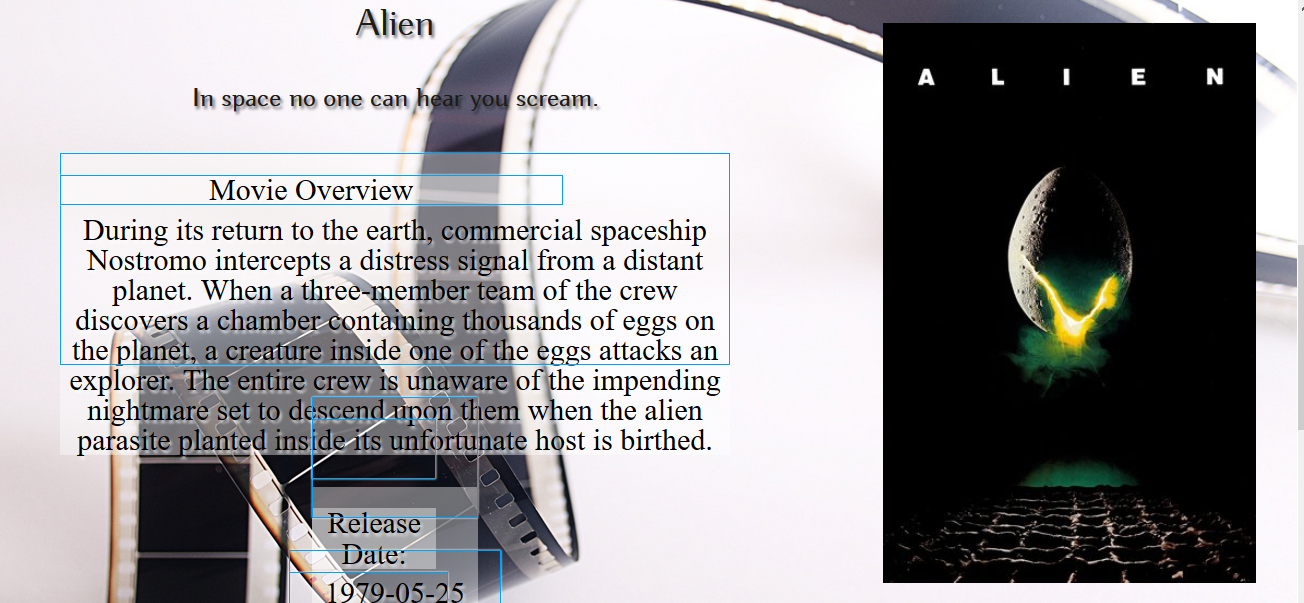 Alien
In space no one can hear you scream.
Movie Overview
During its return to the earth, commercial spaceship
Nostromo intercepts a distress signal from a distant
planet. When a three-member team of the crew
discovers a chamber containing thousands of eggs on
the planet, a creature inside one of the eggs attacks an
explorer. The entire crew is unaware of the impending
nightmare set to descend upon them when the alien
parasite planted inside its unfortunate host is birthed.
Release
Date:
1979-05-25
A L I E N